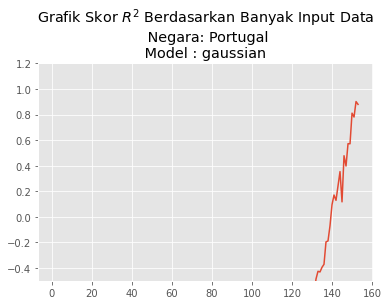 Grafik Skor R² Berdasarkan Banyak Input Data
Negara: Portugal
Model : gaussian
1.2
1.0
0.8
0.6
0.4
0.2
0.0
−0.2
−0.4
0 20 40 60 80 100 120 140 160